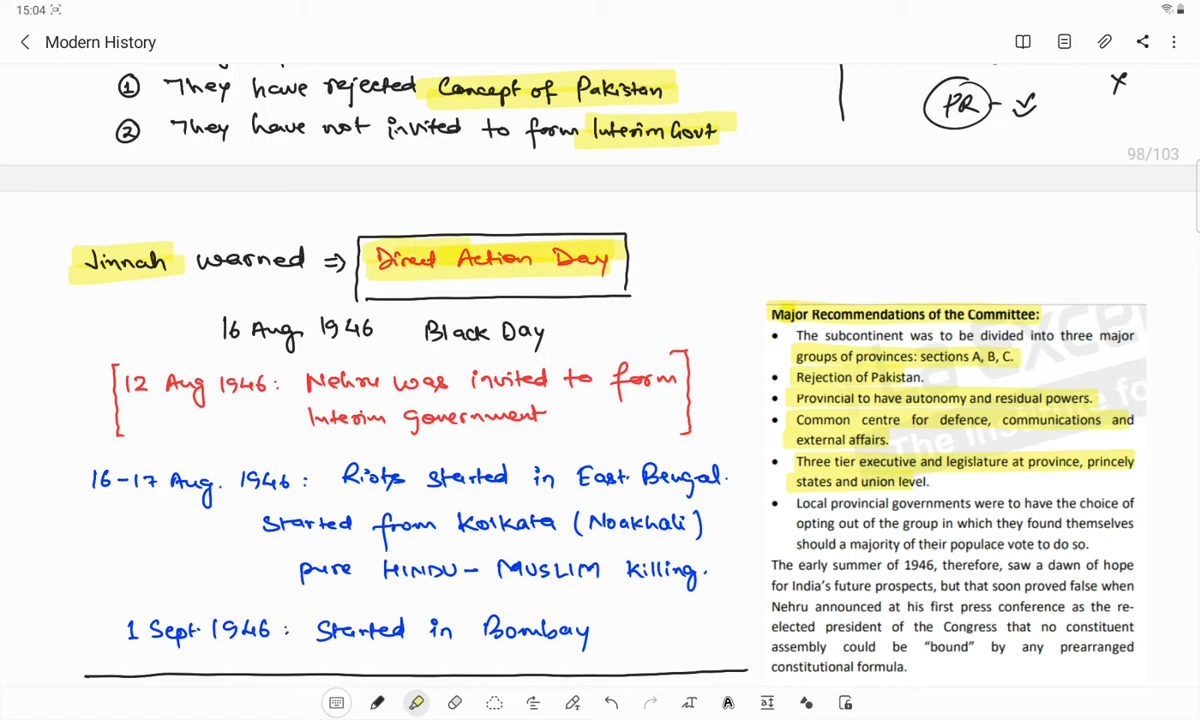 15:04
Modern History
① They have rejected Concept of Pakistan
② They have not invited to form Interim Govt
PR
98/103
Jinnah warned ⇒ Direct Action Day
16 Aug 1946 Black Day
[12 Aug 1946: Nehru was invited to form
Interim Government]
16-17 Aug. 1946: Riots started in East Bengal.
started from Kolkata (Noakhali)
pure HINDU - MUSLIM killing.
1 Sept. 1946: Started in Bombay
Major Recommendations of the Committee:
• The subcontinent was to be divided into three major
groups of provinces: sections A, B, C.
• Rejection of Pakistan.
• Provincial to have autonomy and residual powers.
• Common centre for defence, communications and
external affairs.
• Three tier executive and legislature at province, princely
states and union level.
• Local provincial governments were to have the choice of
opting out of the group in which they found themselves
should a majority of their populace vote to do so.
The early summer of 1946, therefore, saw a dawn of hope
for India's future prospects, but that soon proved false when
Nehru announced at his first press conference as the re-
elected president of the Congress that no constituent
assembly could be "bound" by any prearranged
constitutional formula.